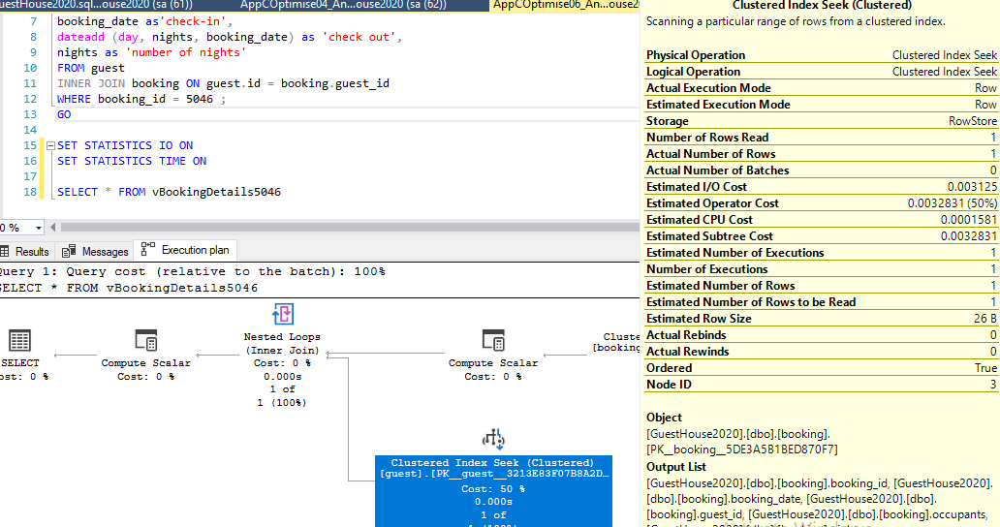 uestHouse2020.sql...ouse2020 (sa (61))
AppCOptimise04_An...ouse2020 (sa (62))
AppCOptimise06_An...ouse2
7 booking_date as'check-in',
8 dateadd (day, nights, booking_date) as 'check out',
9 nights as 'number of nights'
10 FROM guest
11 INNER JOIN booking ON guest.id = booking.guest_id
12 WHERE booking_id = 5046 ;
13 GO
14
15 SET STATISTICS IO ON
16 SET STATISTICS TIME ON
17
18 SELECT * FROM vBookingDetails5046
0 %
Results Messages Execution plan
Query 1: Query cost (relative to the batch): 100%
SELECT * FROM vBookingDetails5046
SELECT
ost: 0 %
Compute Scalar
Cost: 0 %
Nested Loops
(Inner Join)
Cost: 0 %
0.000s
1 of
1 (100%)
Compute Scalar
Cost: 0 %
Cluste
[booking
Clustered Index Seek (Clustered)
[guest].[PK__guest__3213E83F07B8A2D…
Cost: 50 %
0.000s
1 of
Clustered Index Seek (Clustered)
Scanning a particular range of rows from a clustered index.
Physical Operation Clustered Index Seek
Logical Operation Clustered Index Seek
Actual Execution Mode Row
Estimated Execution Mode Row
Storage RowStore
Number of Rows Read 1
Actual Number of Rows 1
Actual Number of Batches 0
Estimated I/O Cost 0.003125
Estimated Operator Cost 0.0032831 (50%)
Estimated CPU Cost 0.0001581
Estimated Subtree Cost 0.0032831
Estimated Number of Executions 1
Number of Executions 1
Estimated Number of Rows 1
Estimated Number of Rows to be Read 1
Estimated Row Size 26 B
Actual Rebinds 0
Actual Rewinds 0
Ordered True
Node ID 3
Object
[GuestHouse2020].[dbo].[booking].
[PK__booking__5DE3A5B1BED870F7]
Output List
[GuestHouse2020].[dbo].[booking].booking_id, [GuestHouse2020].
[dbo].[booking].booking_date, [GuestHouse2020].[dbo].
[booking].guest_id, [GuestHouse2020].[dbo].[booking].occupants,